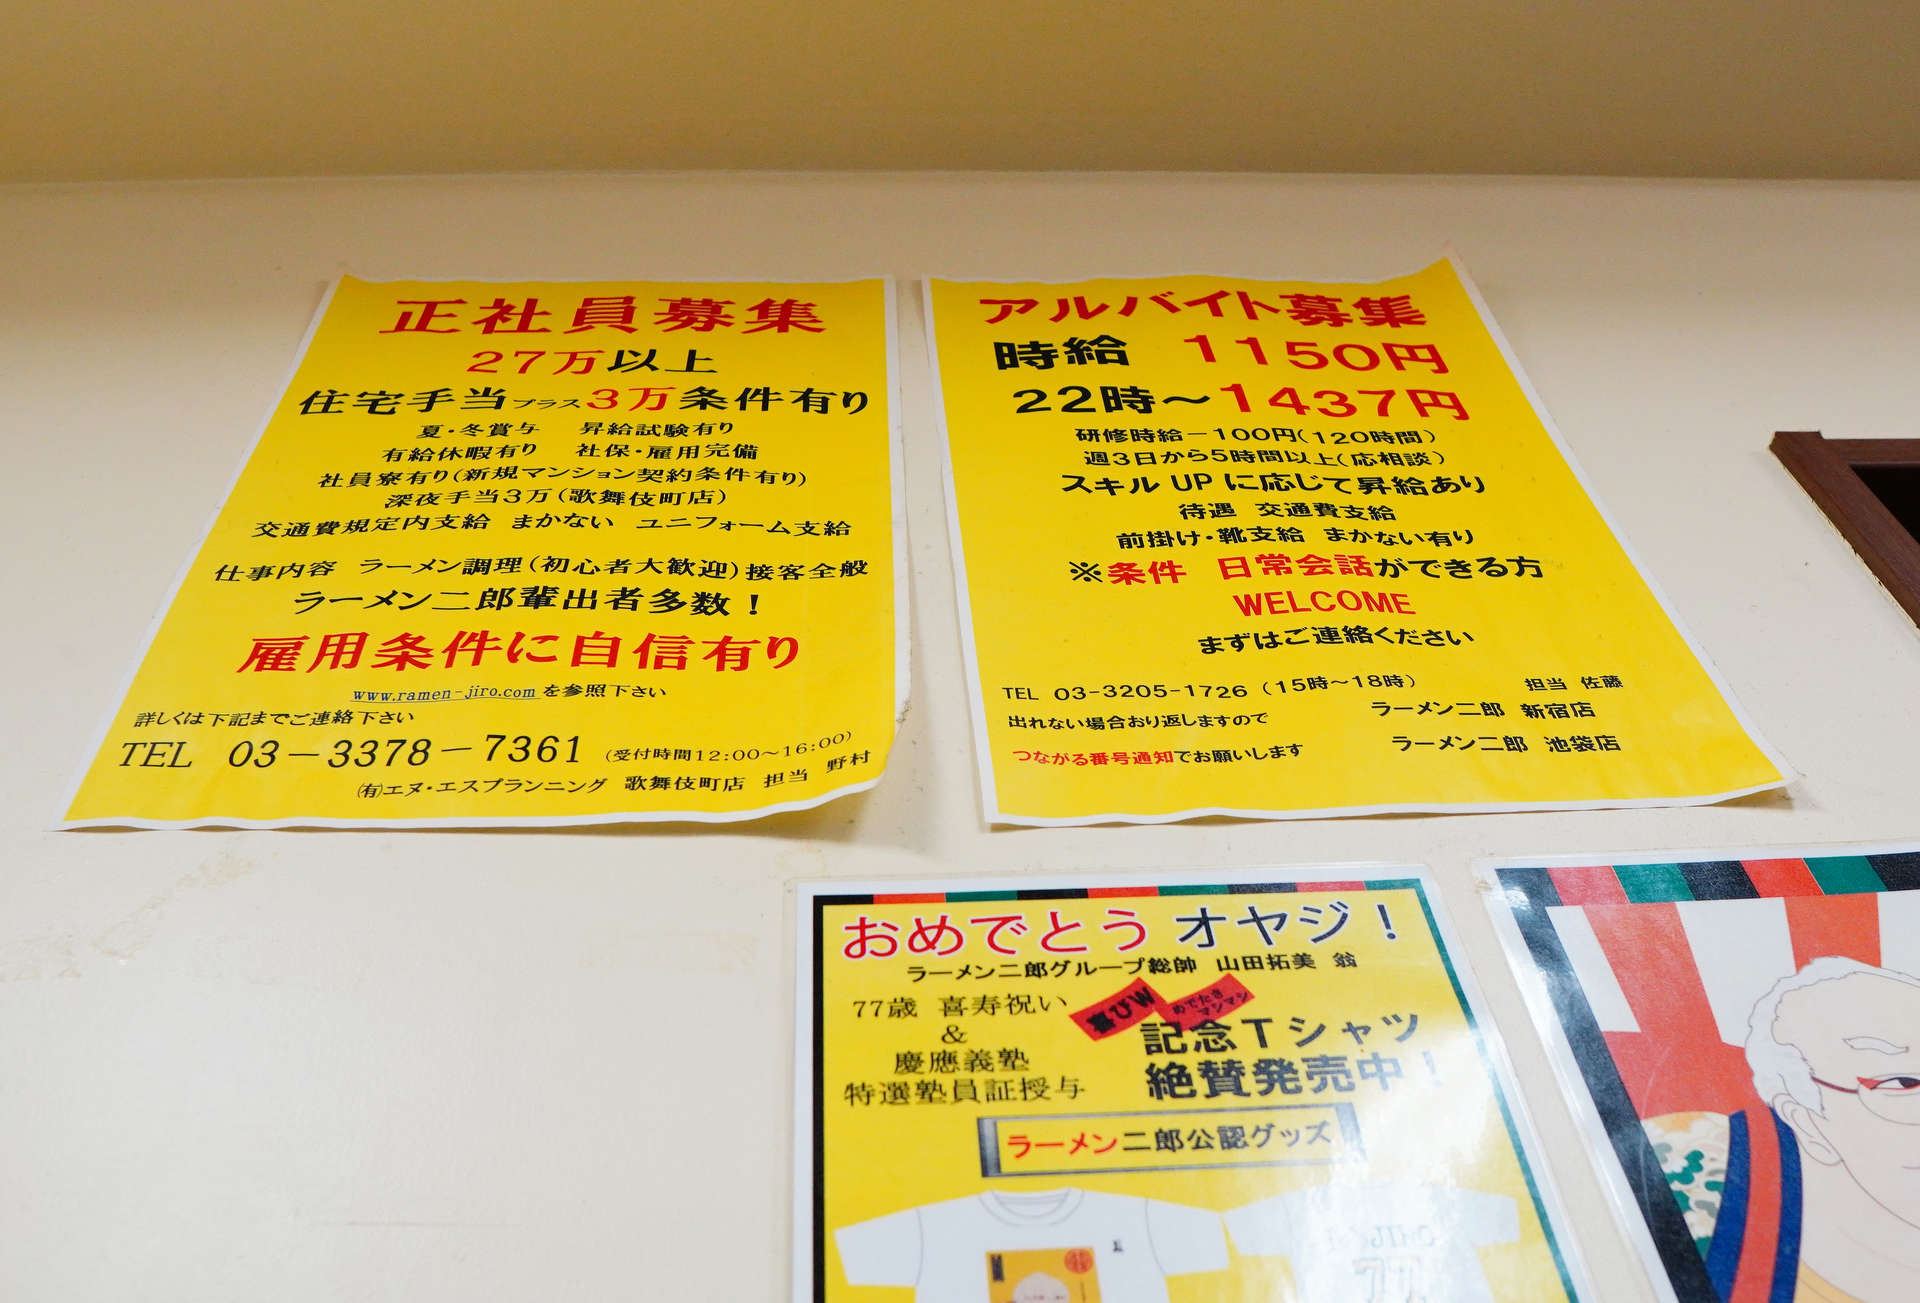 正社員募集
27万以上
住宅手当プラス3万条件有り
夏・冬賞与 昇給試験有り
有給休暇有り 社保・雇用完備
社員寮有り(新規マンション契約条件有り)
深夜手当3万(歌舞伎町店)
交通費規定内支給 まかない ユニフォーム支給
仕事内容 ラーメン調理(初心者大歓迎)接客全般
ラーメン二郎輩出者多数!
雇用条件に自信有り
www.ramen-jiro.comを参照下さい
詳しくは下記までご連絡下さい
TEL 03-3378-7361 (受付時間12:00~16:00)
㈲エヌ・エスプランニング 歌舞伎町店 担当 野村
アルバイト募集
時給 1150円
22時~1437円
研修時給-100円(120時間)
週3日から5時間以上(応相談)
スキルUPに応じて昇給あり
待遇 交通費支給
前掛け・靴支給 まかない有り
※条件 日常会話ができる方
WELCOME
まずはご連絡ください
TEL 03-3205-1726(15時~18時) 担当 佐藤
出れない場合おり返しますので ラーメン二郎 新宿店
つながる番号通知でお願いします ラーメン二郎 池袋店
おめでとう オヤジ!
ラーメン二郎グループ総帥 山田拓美 翁
77歳 喜寿祝い
&
慶應義塾
特選塾員証授与
喜びW
めでたさ
マシマシ
記念Tシャツ
絶賛発売中!
ラーメン二郎公認グッズ
77